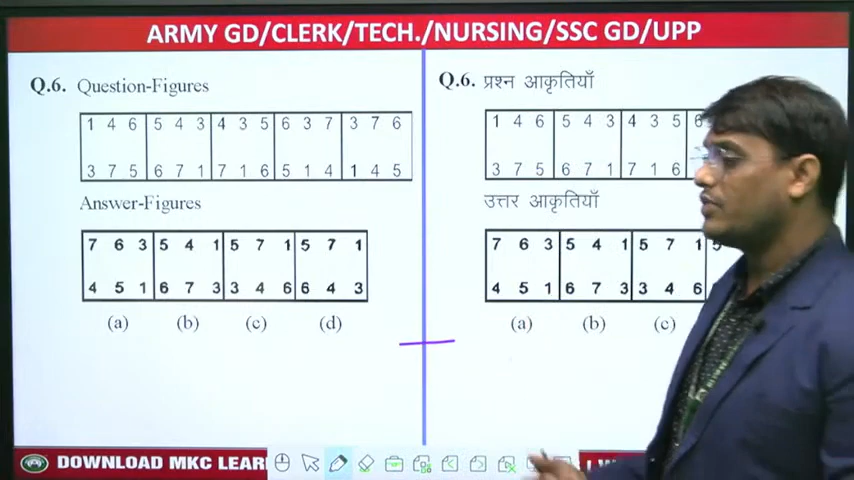 ARMY GD/CLERK/TECH./NURSING/SSC GD/UPP
Q.6. Question-Figures
1 4 6 5 4 3 4 3 5 6 3 7 3 7 6
3 7 5 6 7 1 7 1 6 5 1 4 1 4 5
Answer-Figures
7 6 3 5 4 1 5 7 1 5 7 1
4 5 1 6 7 3 3 4 6 6 4 3
(a) (b) (c) (d)
Q.6. प्रश्न आकृतियाँ
1 4 6 5 4 3 4 3 5 6
3 7 5 6 7 1 7 1 6
उत्तर आकृतियाँ
7 6 3 5 4 1 5 7 1 5
4 5 1 6 7 3 3 4 6
(a) (b) (c)
DOWNLOAD MKC LEAR